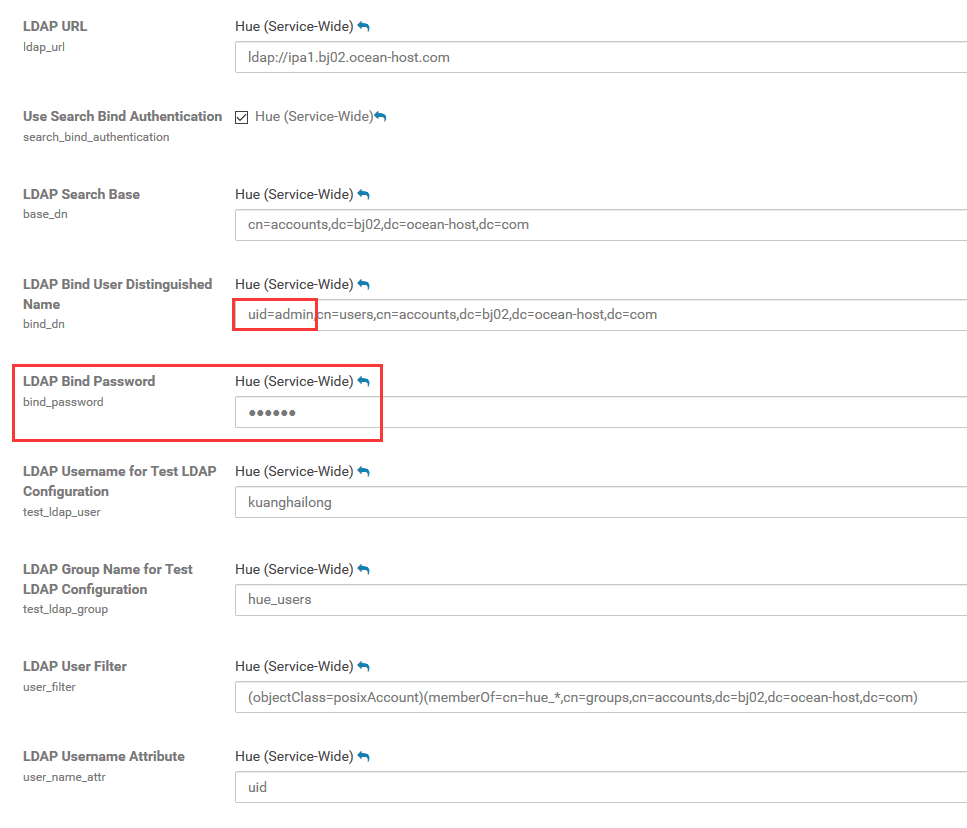 LDAP URL
Hue (Service-Wide)
ldap_url
ldap://ipa1.bj02.ocean-host.com
Use Search Bind Authentication
Hue (Service-Wide)
search_bind_authentication
LDAP Search Base
Hue (Service-Wide)
base_dn
cn=accounts,dc=bj02,dc=ocean-host,dc=com
LDAP Bind User Distinguished
Name
Hue (Service-Wide)
bind_dn
uid=admin,cn=users,cn=accounts,dc=bj02,dc=ocean-host,dc=com
LDAP Bind Password
Hue (Service-Wide)
bind_password
●●●●●●
LDAP Username for Test LDAP
Configuration
Hue (Service-Wide)
test_ldap_user
kuanghailong
LDAP Group Name for Test
LDAP Configuration
Hue (Service-Wide)
test_ldap_group
hue_users
LDAP User Filter
Hue (Service-Wide)
user_filter
(objectClass=posixAccount)(memberOf=cn=hue_*,cn=groups,cn=accounts,dc=bj02,dc=ocean-host,dc=com)
LDAP Username Attribute
Hue (Service-Wide)
user_name_attr
uid